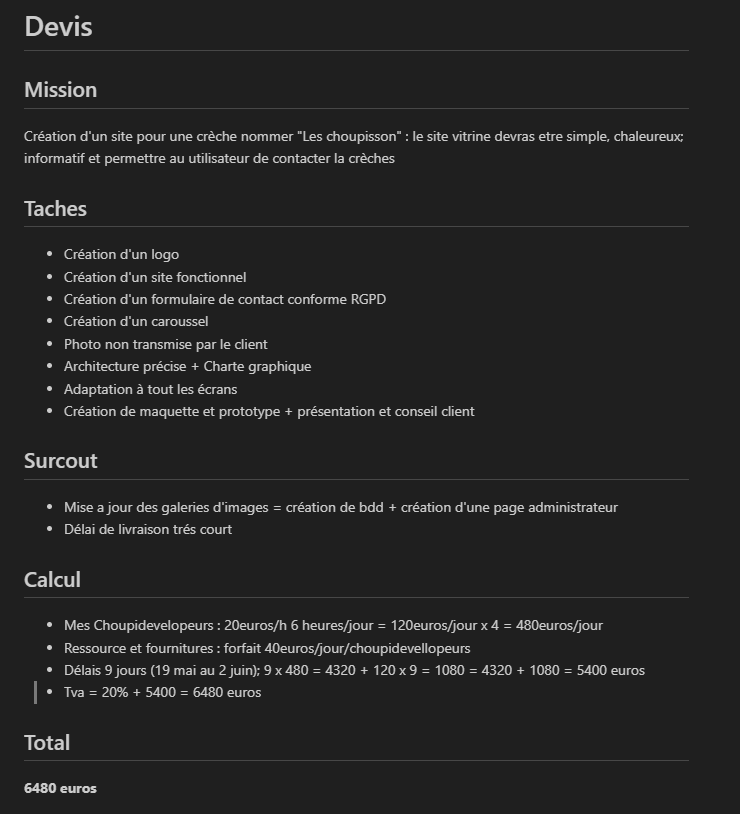 Devis
Mission
Création d'un site pour une crèche nommer "Les choupisson" : le site vitrine devras etre simple, chaleureux;
informatif et permettre au utilisateur de contacter la crèches
Taches
• Création d'un logo
• Création d'un site fonctionnel
• Création d'un formulaire de contact conforme RGPD
• Création d'un caroussel
• Photo non transmise par le client
• Architecture précise + Charte graphique
• Adaptation à tout les écrans
• Création de maquette et prototype + présentation et conseil client
Surcout
• Mise a jour des galeries d'images = création de bdd + création d'une page administrateur
• Délai de livraison trés court
Calcul
• Mes Choupidevelopeurs : 20euros/h 6 heures/jour = 120euros/jour x 4 = 480euros/jour
• Ressource et fournitures : forfait 40euros/jour/choupidevellopeurs
• Délais 9 jours (19 mai au 2 juin); 9 x 480 = 4320 + 120 x 9 = 1080 = 4320 + 1080 = 5400 euros
• Tva = 20% + 5400 = 6480 euros
Total
6480 euros